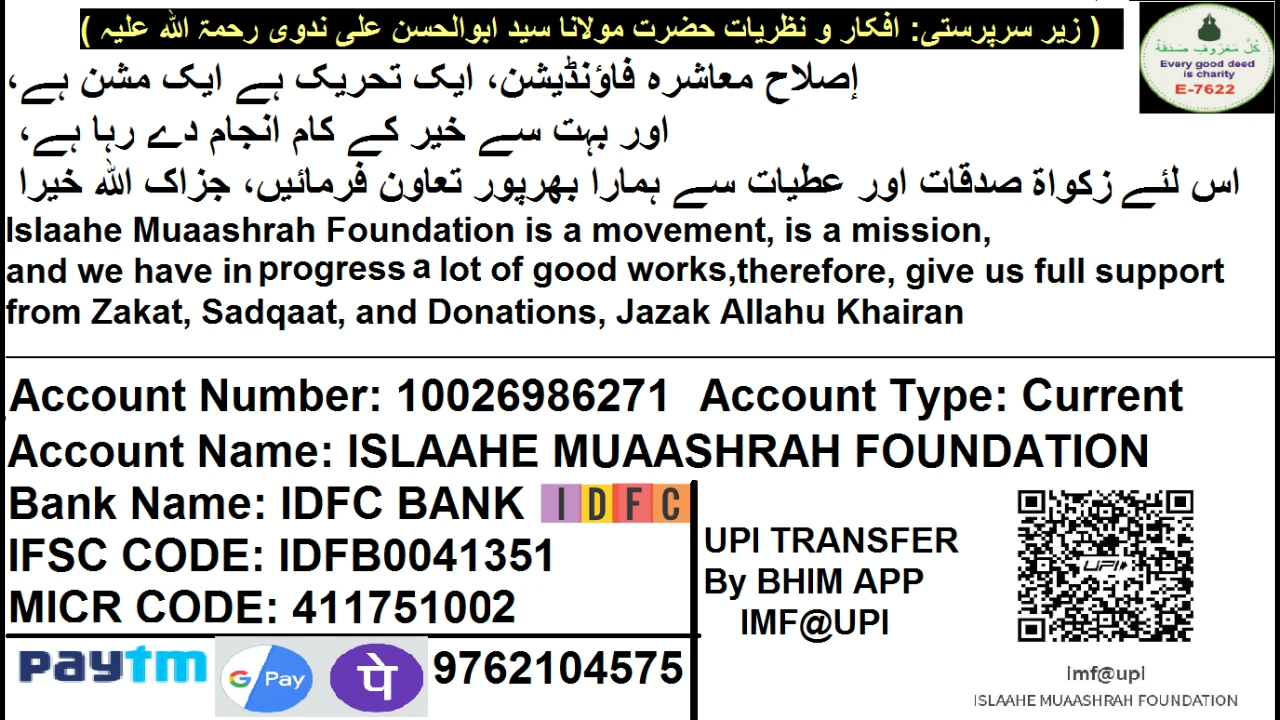 ( زیر سرپرستی: افکار و نظریات حضرت مولانا سید ابوالحسن علی ندوی رحمۃ اللہ علیہ )
كُلُّ مَعْرُوفٍ صَدَقَةٌ
Every good deed
is charity
E-7622
إصلاح معاشرہ فاؤنڈیشن، ایک تحریک ہے ایک مشن ہے،
اور بہت سے خیر کے کام انجام دے رہا ہے،
اس لئے زکواۃ صدقات اور عطیات سے ہمارا بھرپور تعاون فرمائیں، جزاک اللہ خیرا
Islaahe Muaashrah Foundation is a movement, is a mission,
and we have in progress a lot of good works,therefore, give us full support
from Zakat, Sadqaat, and Donations, Jazak Allahu Khairan
Account Number: 10026986271 Account Type: Current
Account Name: ISLAAHE MUAASHRAH FOUNDATION
Bank Name: IDFC BANK IDFC
IFSC CODE: IDFB0041351
MICR CODE: 411751002
UPI TRANSFER
By BHIM APP
IMF@UPI
UPI
imf@upi
ISLAAHE MUAASHRAH FOUNDATION
paytm G Pay पे 9762104575